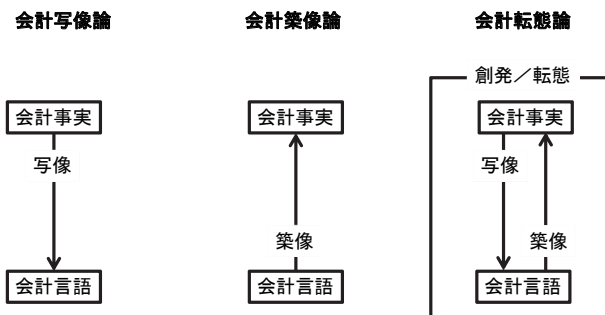 会計写像論
会計築像論
会計転態論
創発／転態
会計事実
会計事実
会計事実
写像
写像
築像
築像
会計言語
会計言語
会計言語